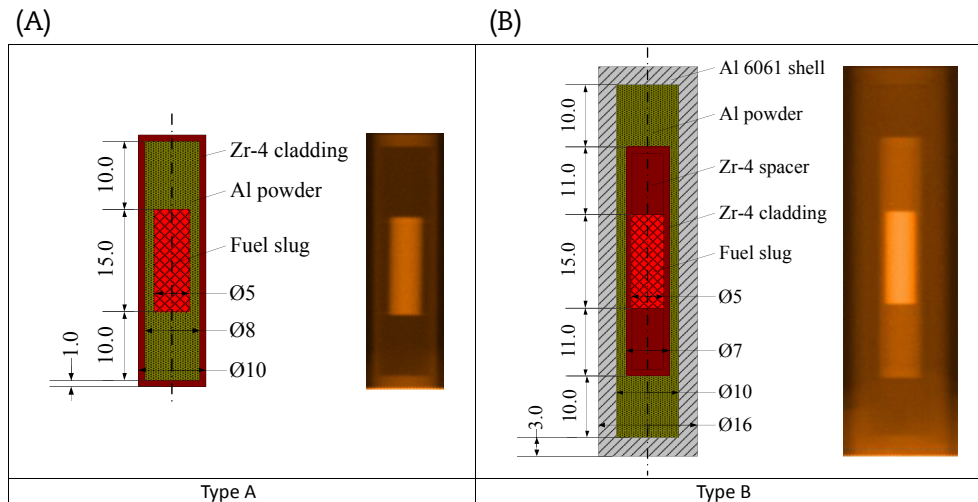 (A)
(B)
Zr-4 cladding
Al powder
Fuel slug
10.0
15.0
10.0
1.0
Ø5
Ø8
Ø10
Type A
Al 6061 shell
Al powder
Zr-4 spacer
Zr-4 cladding
Fuel slug
10.0
11.0
15.0
11.0
10.0
3.0
Ø5
Ø7
Ø10
Ø16
Type B